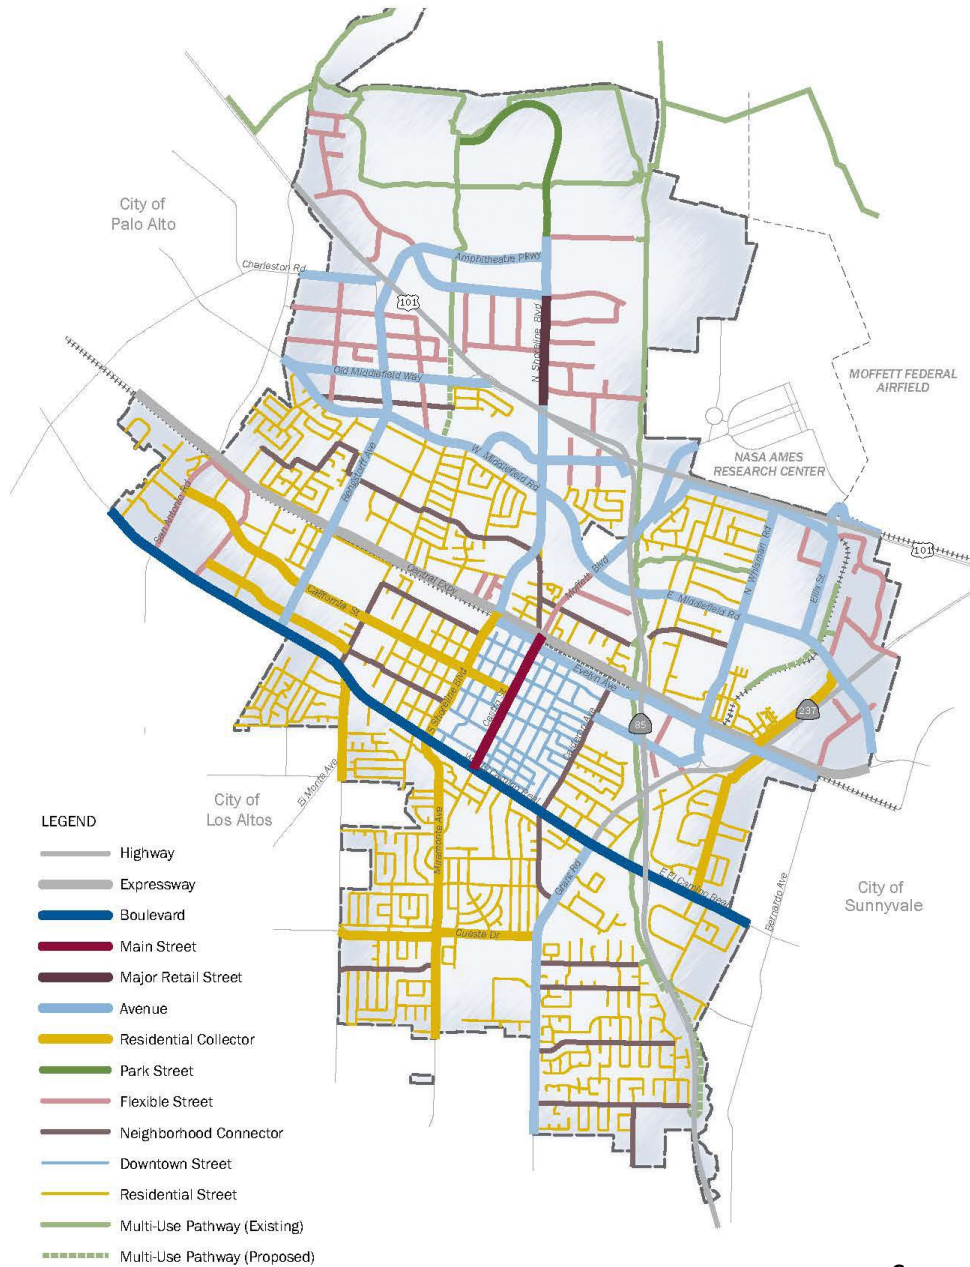 City of
Palo Alto
Charleston Rd
Amphitheatre Pkwy
101
N Shoreline Blvd
Old Middlefield Way
MOFFETT FEDERAL
AIRFIELD
NASA AMES
RESEARCH CENTER
W Middlefield Rd
Rengstorff Ave
San Antonio Rd
101
N Whisman Rd
Ellis St
Central Expy
Moffett Blvd
California St
E Middlefield Rd
Evelyn Ave
S Shoreline Blvd
Castro St
Calderon Ave
237
85
El Monte Ave
City of
Los Altos
Miramonte Ave
Grant Rd
E El Camino Real
Bernardo Ave
City of
Sunnyvale
Cuesta Dr
LEGEND
Highway
Expressway
Boulevard
Main Street
Major Retail Street
Avenue
Residential Collector
Park Street
Flexible Street
Neighborhood Connector
Downtown Street
Residential Street
Multi-Use Pathway (Existing)
Multi-Use Pathway (Proposed)